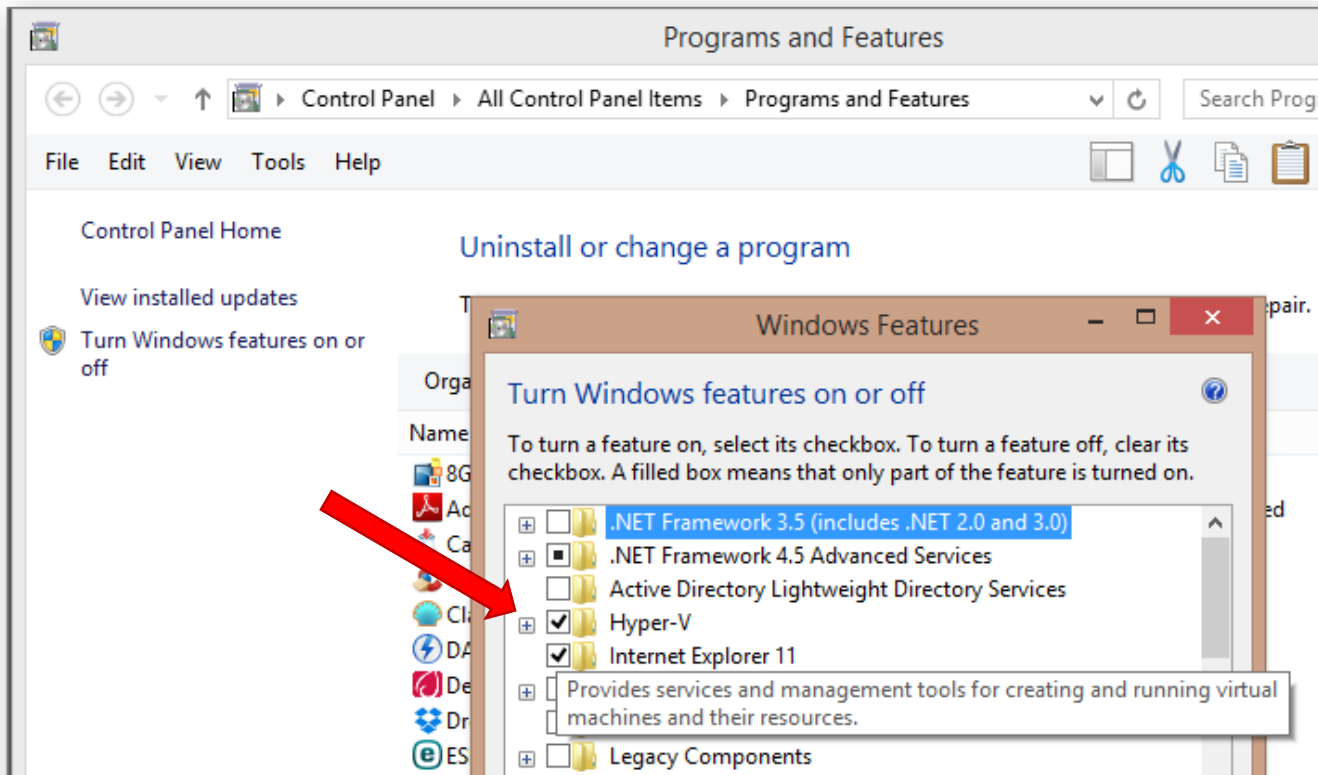 Programs and Features
Control Panel All Control Panel Items Programs and Features
Search Prog
File Edit View Tools Help
Control Panel Home
View installed updates
Turn Windows features on or
off
Uninstall or change a program
T
epair.
Orga
Name
8G
Ad
Ca
Cla
DA
De
Dr
ES
ed
Windows Features
Turn Windows features on or off
To turn a feature on, select its checkbox. To turn a feature off, clear its
checkbox. A filled box means that only part of the feature is turned on.
.NET Framework 3.5 (includes .NET 2.0 and 3.0)
.NET Framework 4.5 Advanced Services
Active Directory Lightweight Directory Services
Hyper-V
Internet Explorer 11
Provides services and management tools for creating and running virtual
machines and their resources.
Legacy Components